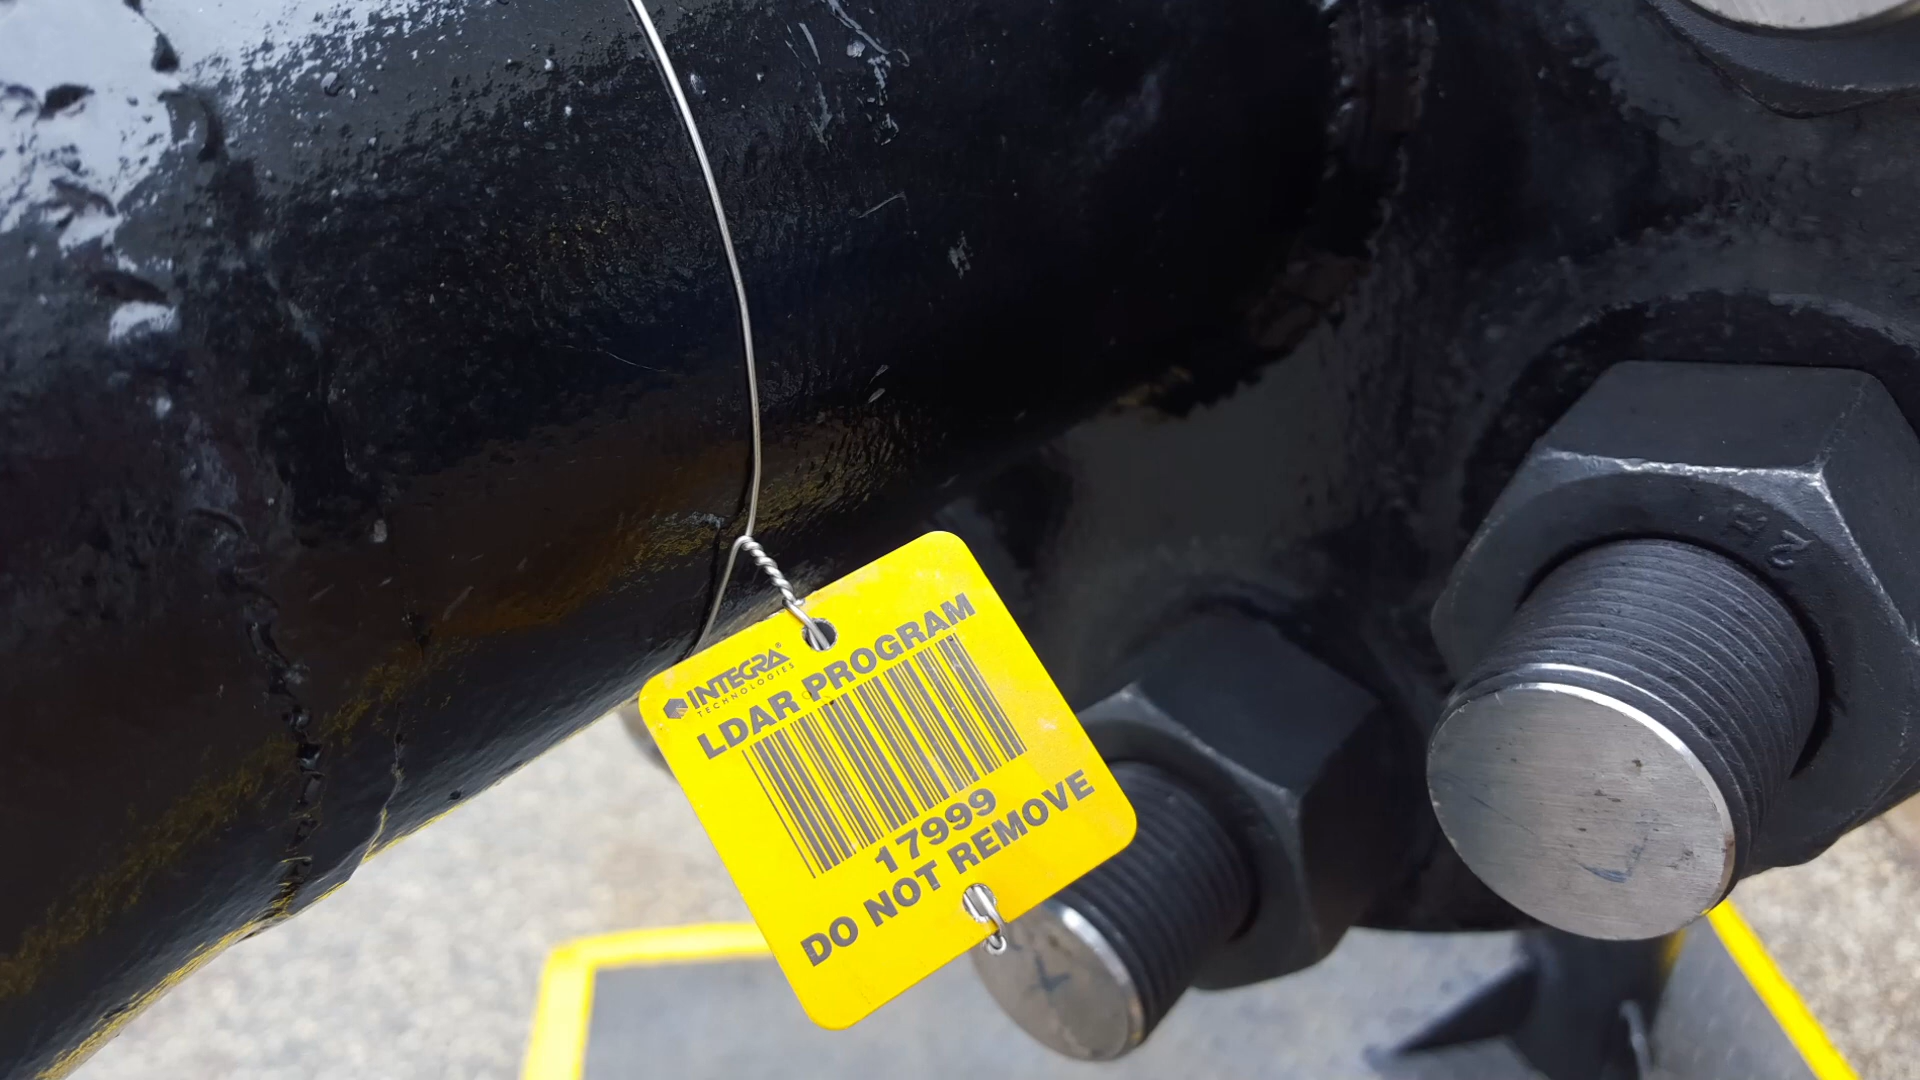 INTEGRA®
TECHNOLOGIES
LDAR PROGRAM
17999
DO NOT REMOVE